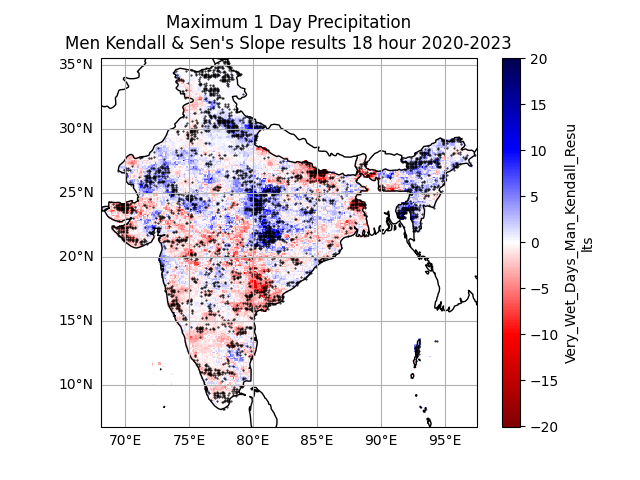 Maximum 1 Day Precipitation
Men Kendall & Sen's Slope results 18 hour 2020-2023
35°N
30°N
25°N
20°N
15°N
10°N
70°E 75°E 80°E 85°E 90°E 95°E
20
15
10
5
0
−5
−10
−15
−20
Very_Wet_Days_Man_Kendall_Resu
lts